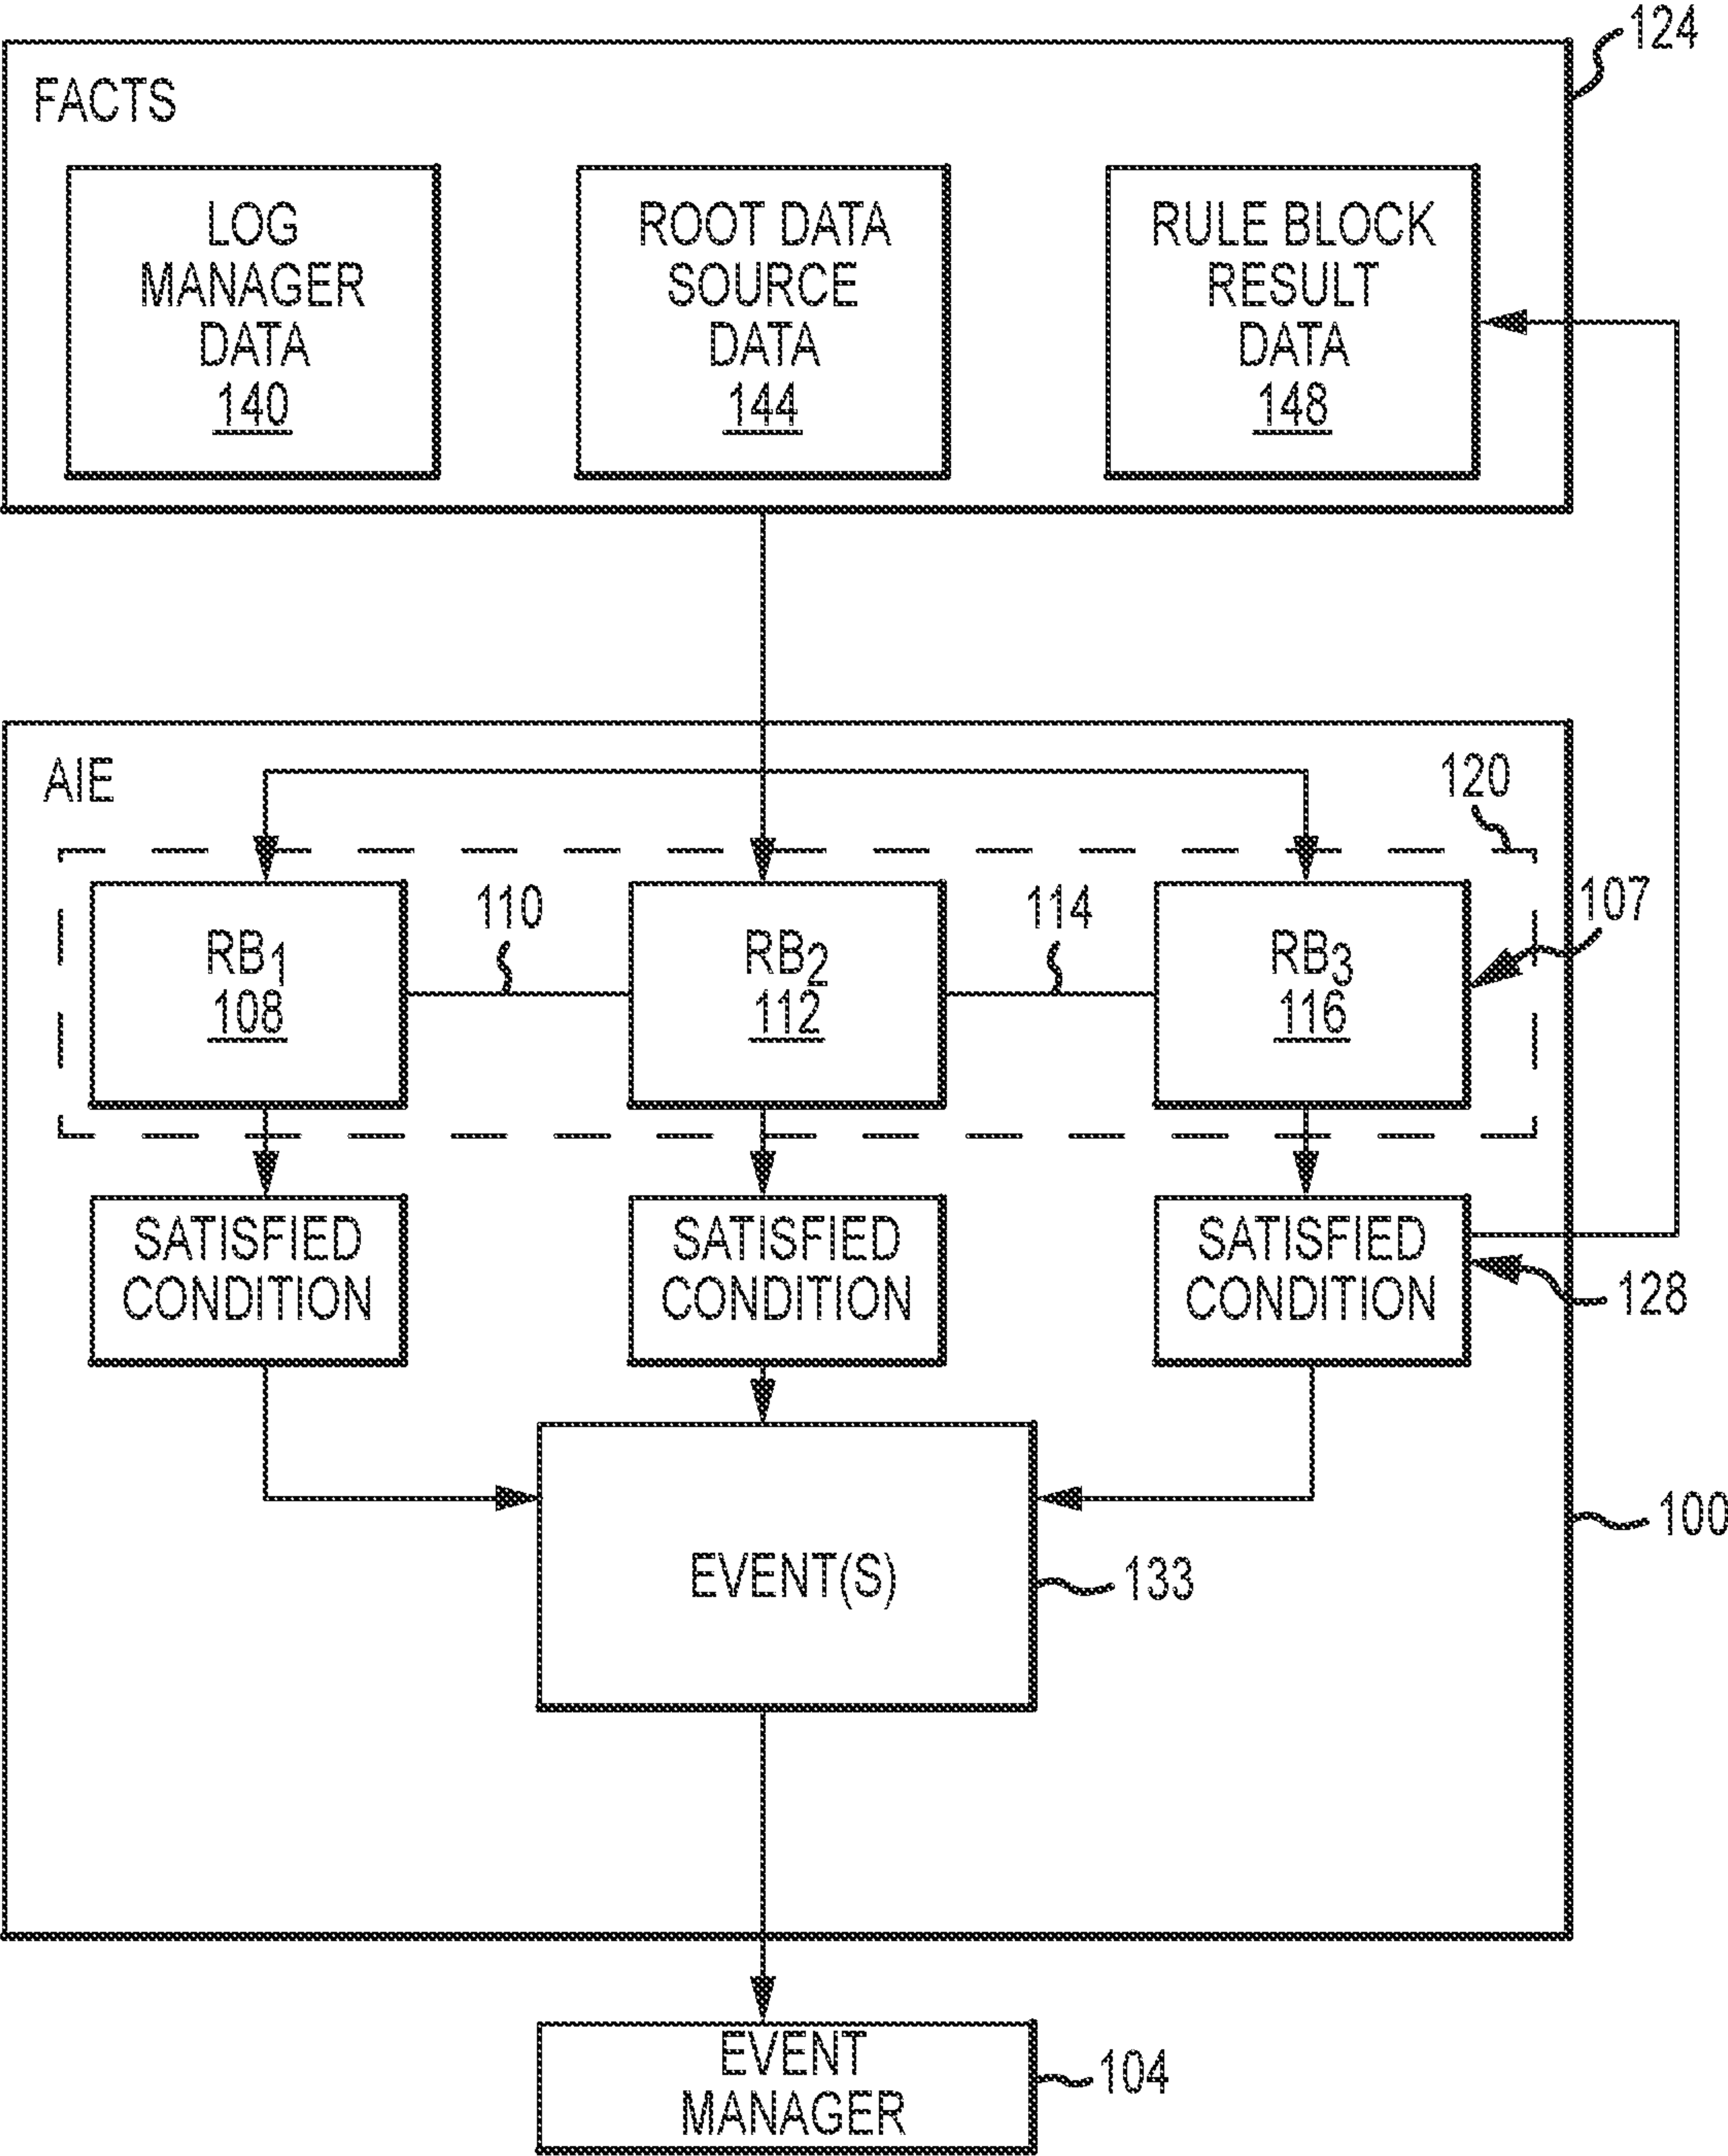 124
FACTS
LOG
MANAGER
DATA
140
ROOT DATA
SOURCE
DATA
144
RULE BLOCK
RESULT
DATA
148
AIE
120
110
114
107
RB1
108
RB2
112
RB3
116
SATISFIED
CONDITION
SATISFIED
CONDITION
SATISFIED
CONDITION
128
100
EVENT(S)
133
EVENT
MANAGER
104